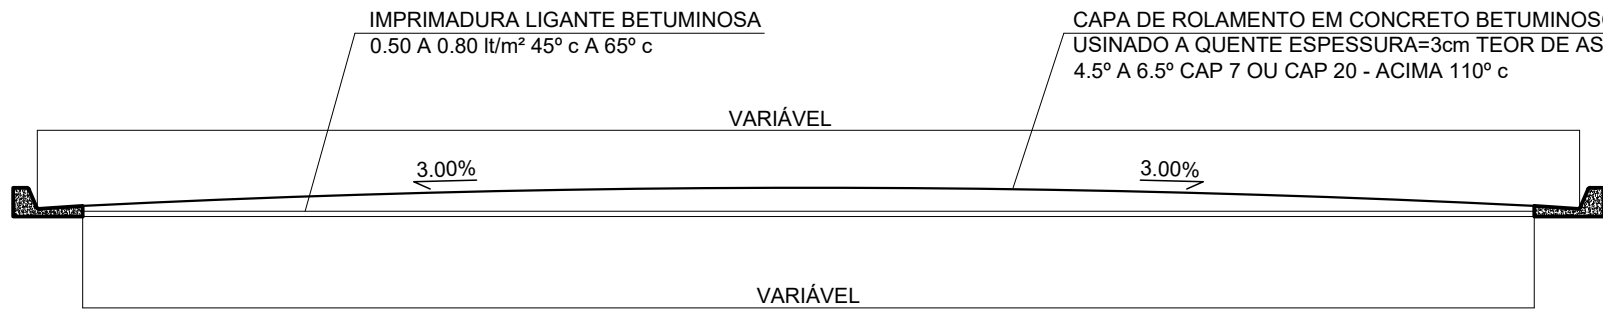 IMPRIMADURA LIGANTE BETUMINOSA
0.50 A 0.80 lt/m² 45º c A 65º c
CAPA DE ROLAMENTO EM CONCRETO BETUMINOSO
USINADO A QUENTE ESPESSURA=3cm TEOR DE AS
4.5º A 6.5º CAP 7 OU CAP 20 - ACIMA 110º c
VARIÁVEL
3.00%
3.00%
VARIÁVEL